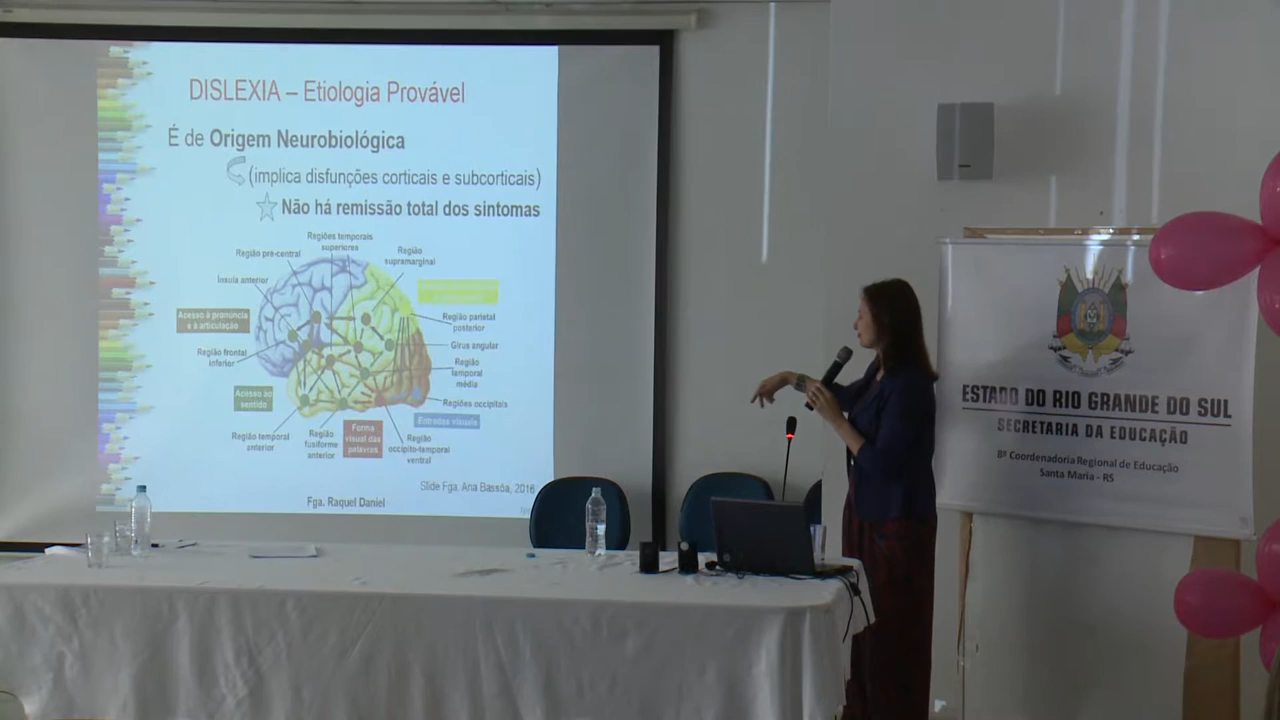 DISLEXIA – Etiologia Provável
É de Origem Neurobiológica
(implica disfunções corticais e subcorticais)
Não há remissão total dos sintomas
Regiões temporais
superiores
Região pre-central
Região
supramarginal
Ínsula anterior
Acesso à pronúncia
e à articulação
Região parietal
posterior
Girus angular
Região frontal
inferior
Região
temporal
média
Acesso ao
sentido
Regiões occipitais
Entradas visuais
Região temporal
anterior
Região
fusiforme
anterior
Forma
visual das
palavras
Região
occipito-temporal
ventral
Slide Fga. Ana Bassôa, 2016
Fga. Raquel Daniel
ESTADO DO RIO GRANDE DO SUL
SECRETARIA DA EDUCAÇÃO
8ª Coordenadoria Regional de Educação
Santa Maria - RS